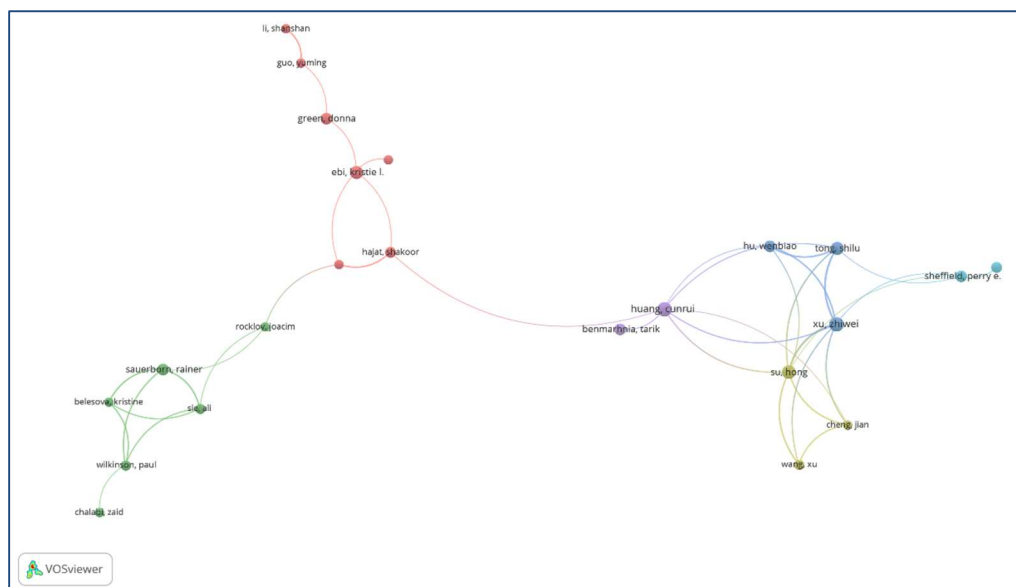 li, shanshan
guo, yuming
green, donna
ebi, kristie l.
hajat, shakoor
hu, wenbiao
tong, shilu
sheffield, perry e.
huang, cunrui
benmarhnia, tarik
xu, zhiwei
rocklov, joacim
sauerborn, rainer
su, hong
belesova, kristine
sie, ali
cheng, jian
wilkinson, paul
wang, xu
chalabi, zaid
VOSviewer